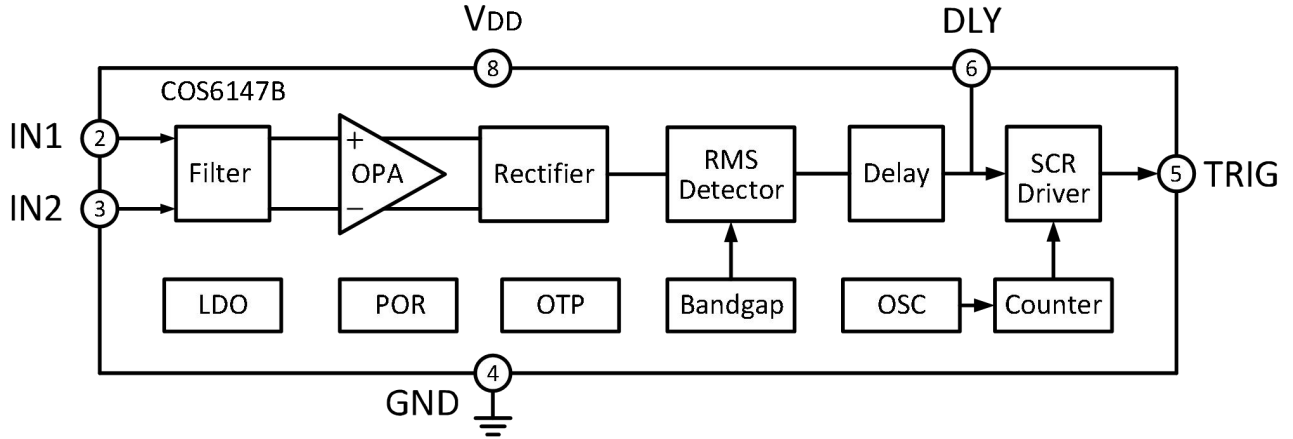 VDD
DLY
8
6
COS6147B
IN1
2
Filter
+
OPA
−
Rectifier
RMS
Detector
Delay
SCR
Driver
5
TRIG
IN2
3
LDO
POR
OTP
Bandgap
OSC
Counter
4
GND